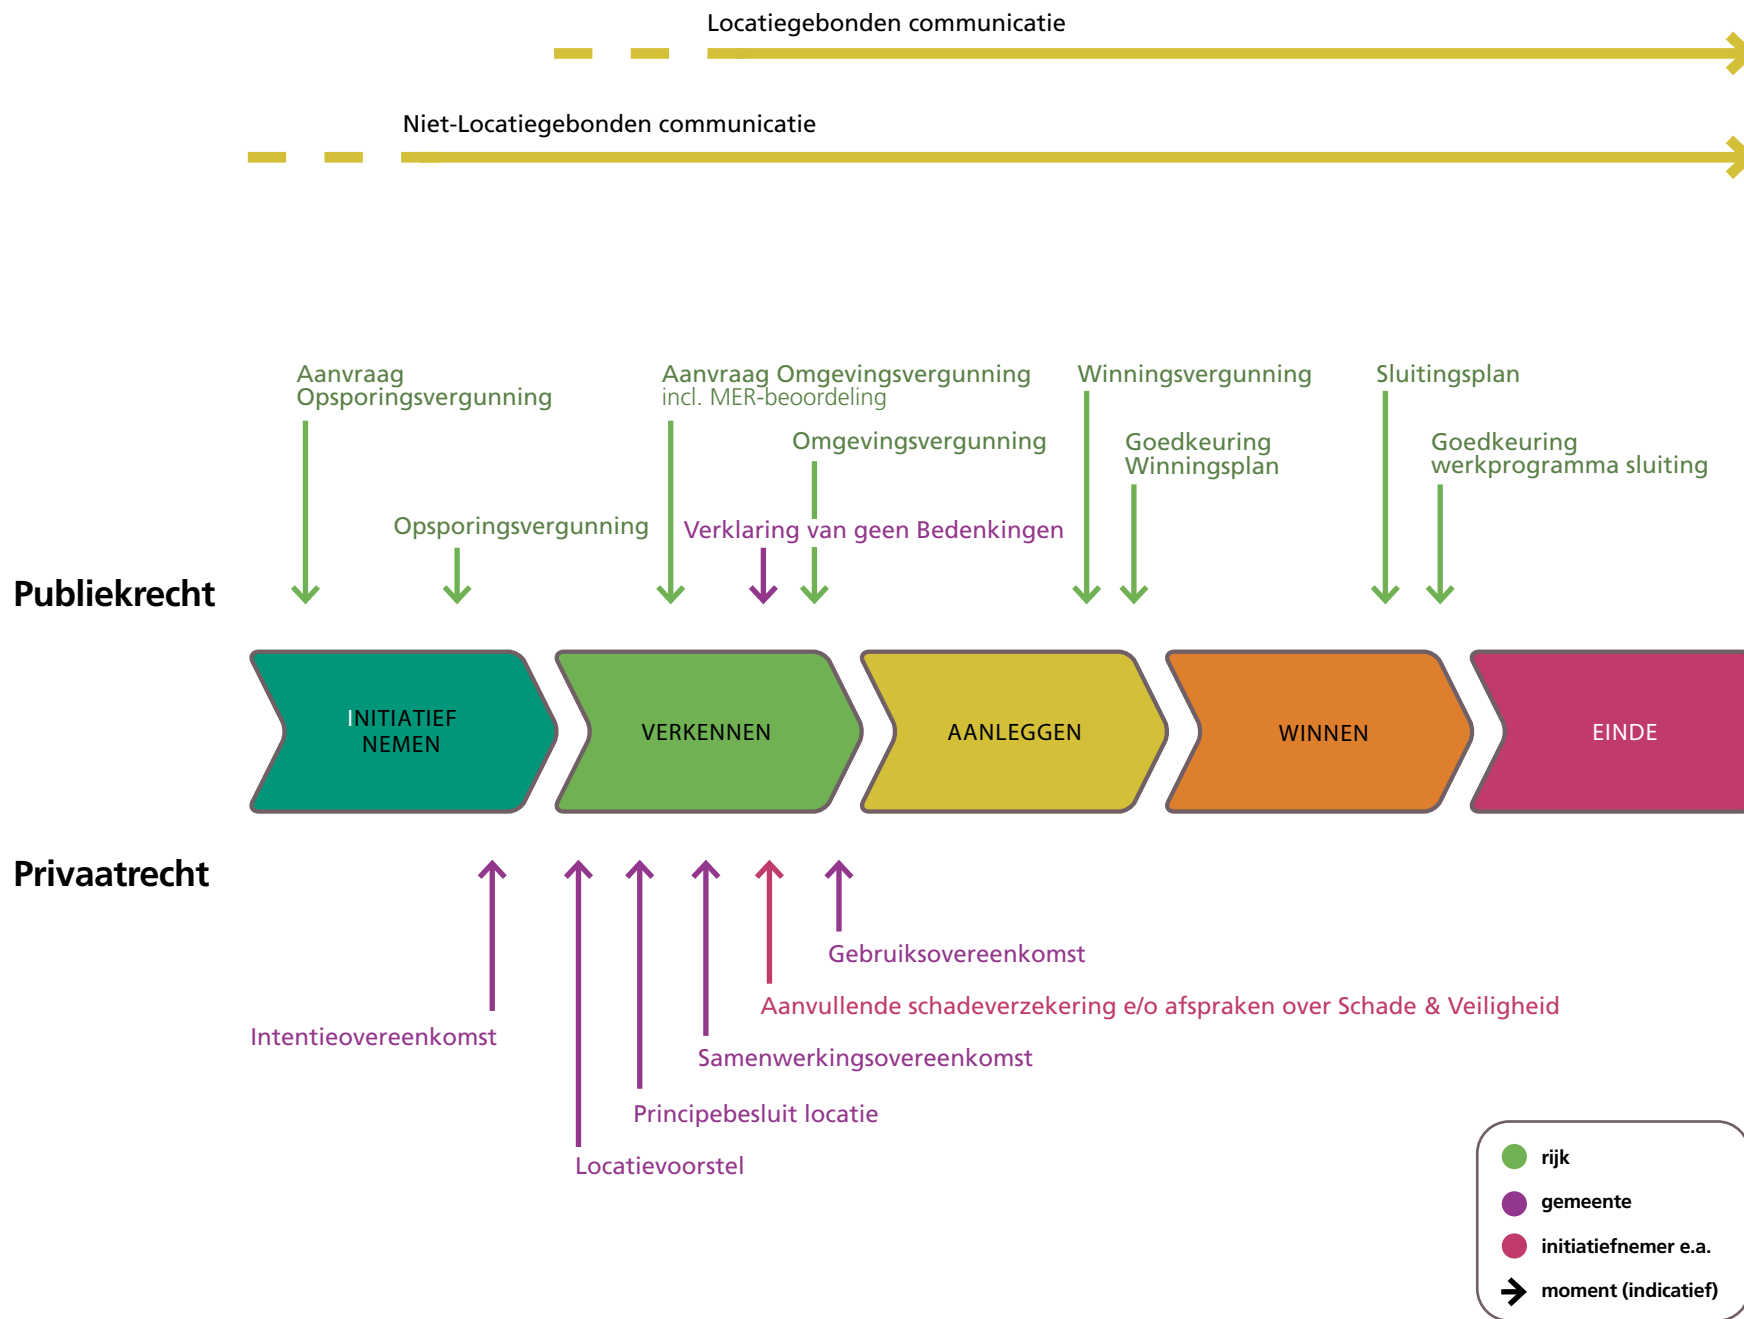 Locatiegebonden communicatie
Niet-Locatiegebonden communicatie
Aanvraag
Opsporingsvergunning
Aanvraag Omgevingsvergunning
incl. MER-beoordeling
Winningsvergunning
Sluitingsplan
Omgevingsvergunning
Goedkeuring
Winningsplan
Goedkeuring
werkprogramma sluiting
Opsporingsvergunning
Verklaring van geen Bedenkingen
Publiekrecht
INITIATIEF
NEMEN
VERKENNEN
AANLEGGEN
WINNEN
EINDE
Privaatrecht
Gebruiksovereenkomst
Aanvullende schadeverzekering e/o afspraken over Schade & Veiligheid
Intentieovereenkomst
Samenwerkingsovereenkomst
Principebesluit locatie
Locatievoorstel
rijk
gemeente
initiatiefnemer e.a.
moment (indicatief)